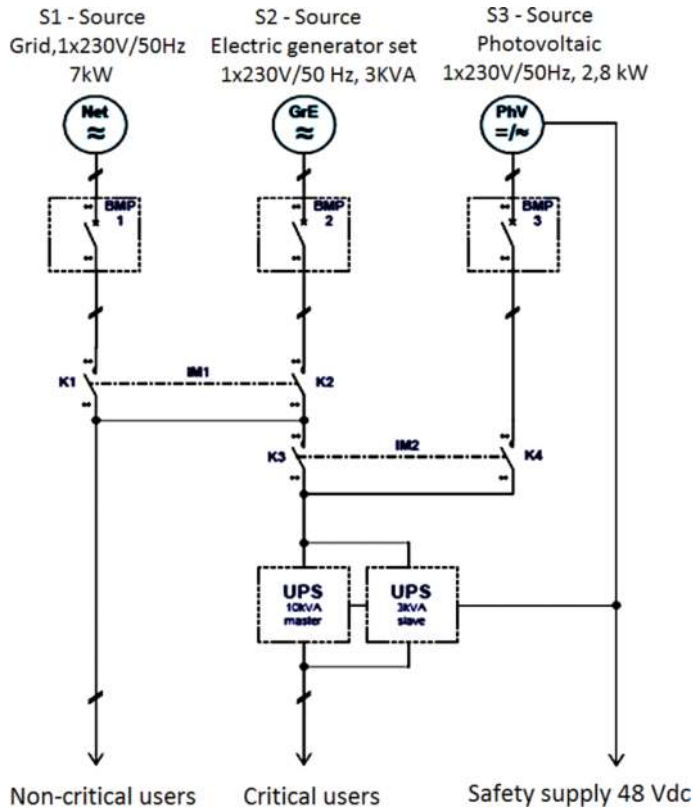 S1 - Source
Grid,1x230V/50Hz
7kW
S2 - Source
Electric generator set
1x230V/50 Hz, 3KVA
S3 - Source
Photovoltaic
1x230V/50Hz, 2,8 kW
Net
≈
GrE
≈
PhV
=/≈
BMP
1
BMP
2
BMP
3
K1
IM1
K2
K3
IM2
K4
UPS
10kVA
master
UPS
3kVA
slave
Non-critical users
Critical users
Safety supply 48 Vdc